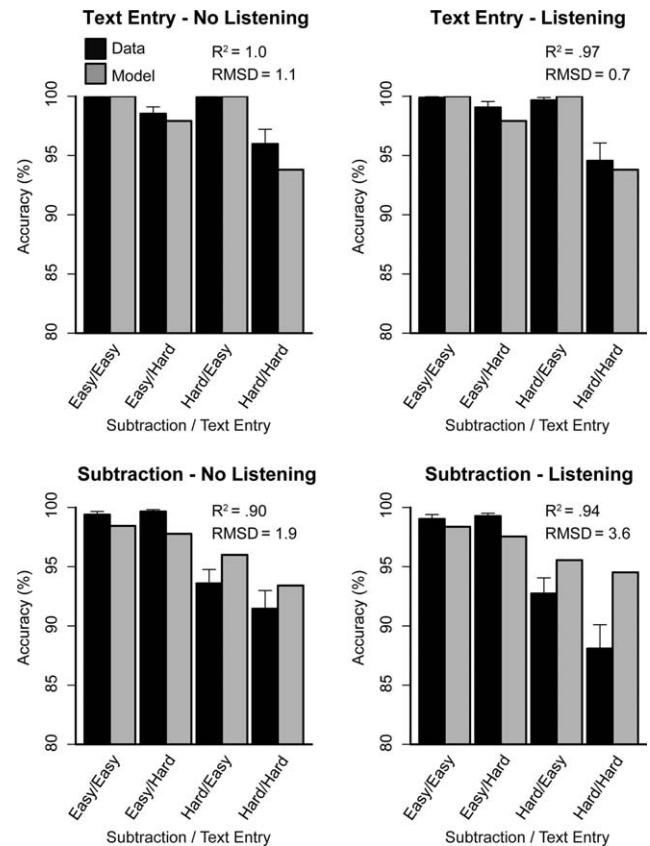 Text Entry - No Listening
Data
Model
R² = 1.0
RMSD = 1.1
Accuracy (%)
100
95
90
85
80
Easy/Easy
Easy/Hard
Hard/Easy
Hard/Hard
Subtraction / Text Entry
Text Entry - Listening
R² = .97
RMSD = 0.7
Accuracy (%)
100
95
90
85
80
Easy/Easy
Easy/Hard
Hard/Easy
Hard/Hard
Subtraction / Text Entry
Subtraction - No Listening
R² = .90
RMSD = 1.9
Accuracy (%)
100
95
90
85
80
Easy/Easy
Easy/Hard
Hard/Easy
Hard/Hard
Subtraction / Text Entry
Subtraction - Listening
R² = .94
RMSD = 3.6
Accuracy (%)
100
95
90
85
80
Easy/Easy
Easy/Hard
Hard/Easy
Hard/Hard
Subtraction / Text Entry